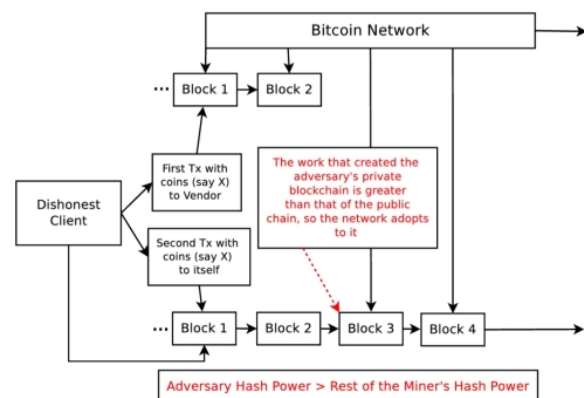 Bitcoin Network
... Block 1
Block 2
First Tx with
coins (say X)
to Vendor
The work that created the
adversary's private
blockchain is greater
than that of the public
chain, so the network adopts
to it
Dishonest
Client
Second Tx with
coins (say X)
to itself
... Block 1
Block 2
Block 3
Block 4
Adversary Hash Power > Rest of the Miner's Hash Power